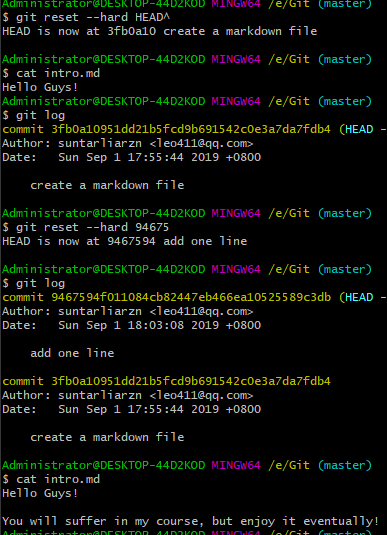 Administrator@DESKTOP-44D2KOD MINGW64 /e/Git (master)
$ git reset --hard HEAD^
HEAD is now at 3fb0a10 create a markdown file
Administrator@DESKTOP-44D2KOD MINGW64 /e/Git (master)
$ cat intro.md
Hello Guys!
Administrator@DESKTOP-44D2KOD MINGW64 /e/Git (master)
$ git log
commit 3fb0a10951dd21b5fcd9b691542c0e3a7da7fdb4 (HEAD -
Author: suntarliarzn <leo411@qq.com>
Date:   Sun Sep 1 17:55:44 2019 +0800
create a markdown file
Administrator@DESKTOP-44D2KOD MINGW64 /e/Git (master)
$ git reset --hard 94675
HEAD is now at 9467594 add one line
Administrator@DESKTOP-44D2KOD MINGW64 /e/Git (master)
$ git log
commit 9467594f011084cb82447eb466ea10525589c3db (HEAD -
Author: suntarliarzn <leo411@qq.com>
Date:   Sun Sep 1 18:03:08 2019 +0800
add one line
commit 3fb0a10951dd21b5fcd9b691542c0e3a7da7fdb4
Author: suntarliarzn <leo411@qq.com>
Date:   Sun Sep 1 17:55:44 2019 +0800
create a markdown file
Administrator@DESKTOP-44D2KOD MINGW64 /e/Git (master)
$ cat intro.md
Hello Guys!
You will suffer in my course, but enjoy it eventually!